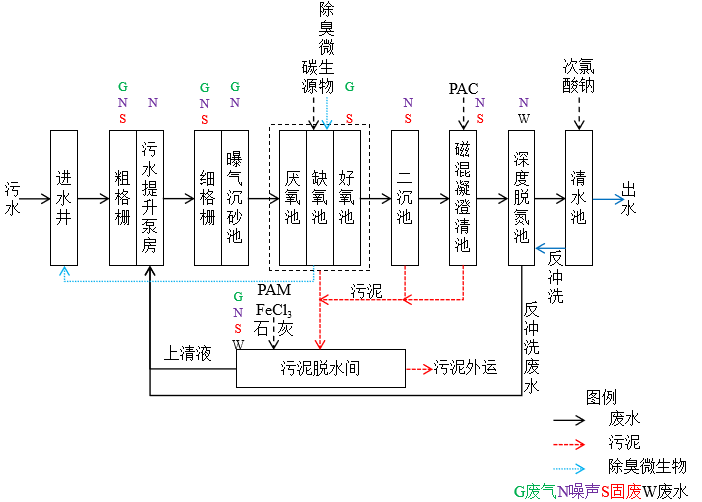 除臭微生物
碳源
G
G
G
G
PAC
次氯
酸钠
N
N
N
N
N
N
N
S
S
S
S
S
W
污水
进水井
粗格栅
污水提升泵房
细格栅
曝气沉砂池
厌氧池
缺氧池
好氧池
二沉池
磁混凝澄清池
深度脱氮池
清水池
出水
反冲洗
污泥
G
N
S
W
PAM
FeCl3
石 灰
反冲洗废水
上清液
污泥脱水间
污泥外运
图例
废水
污泥
除臭微生物
G废气N噪声S固废W废水